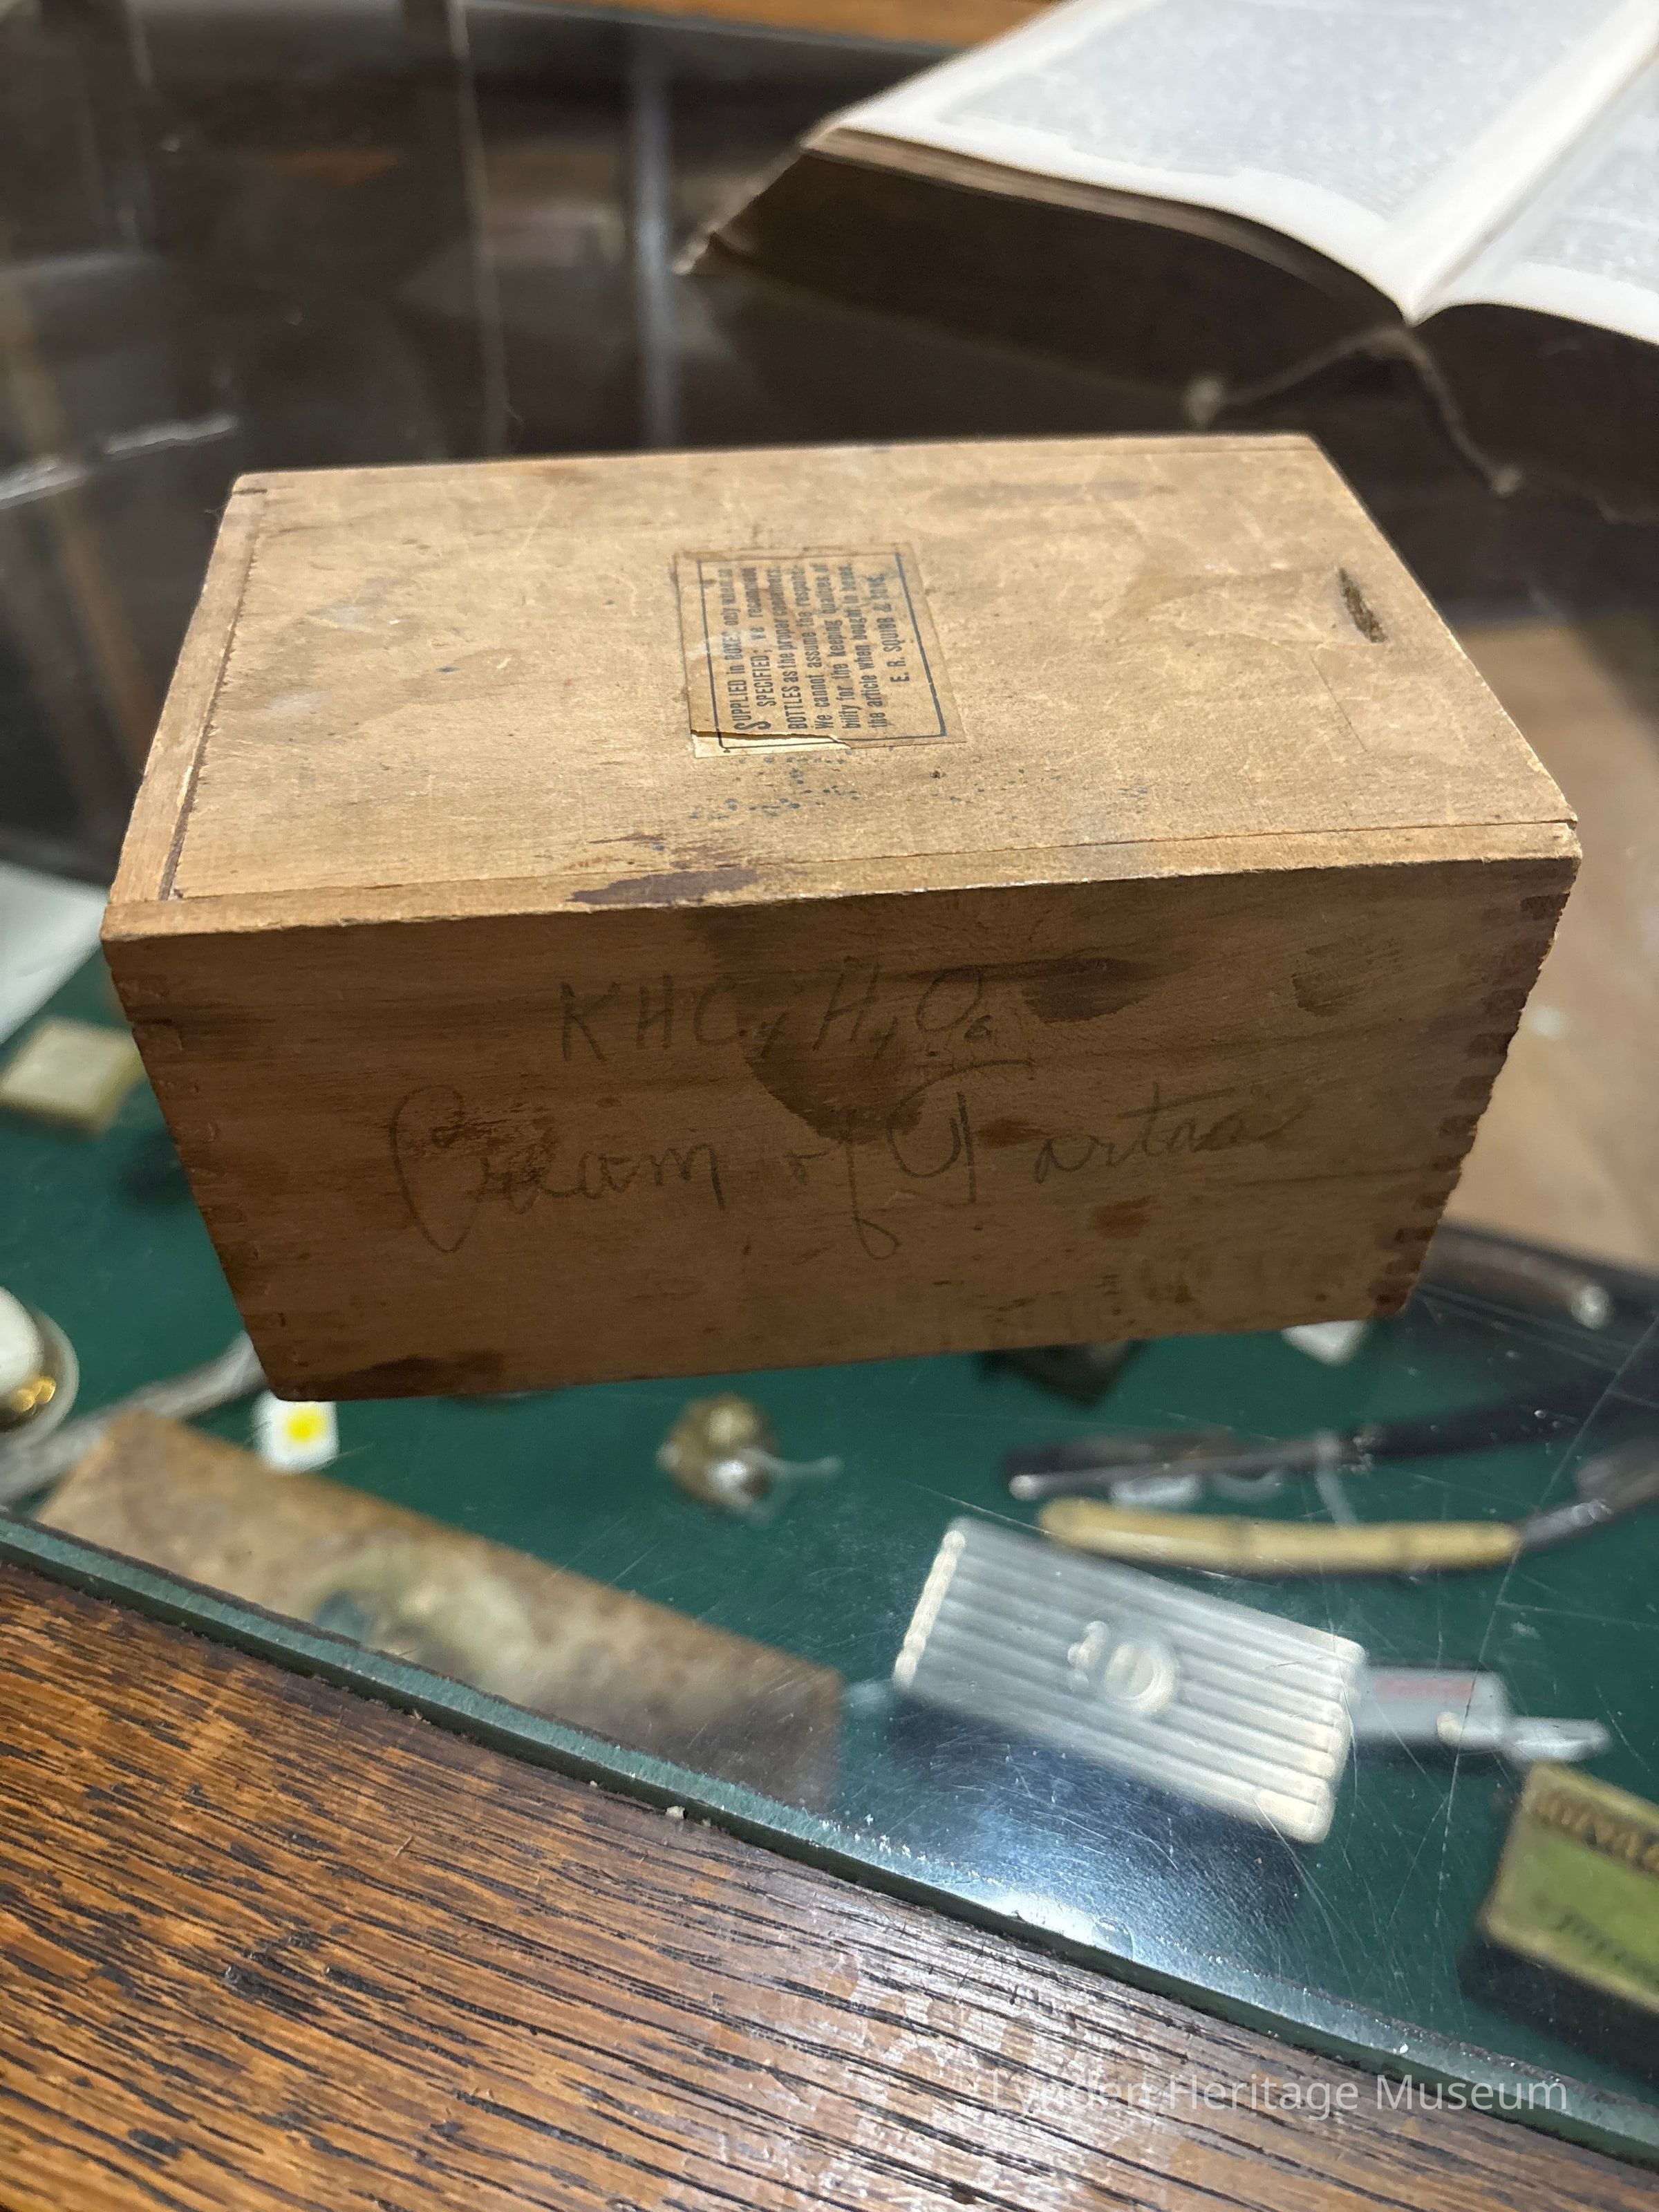 SUPPLIED in BOXES only when so
SPECIFIED; we recommend
BOTTLES as the proper containers.
We cannot assume the responsi-
bility for the keeping qualities of
the article when bought in boxes.
E. R. SQUIBB & Sons.
KHC4H4O6
Cream of Tartar
Lynden Heritage Museum